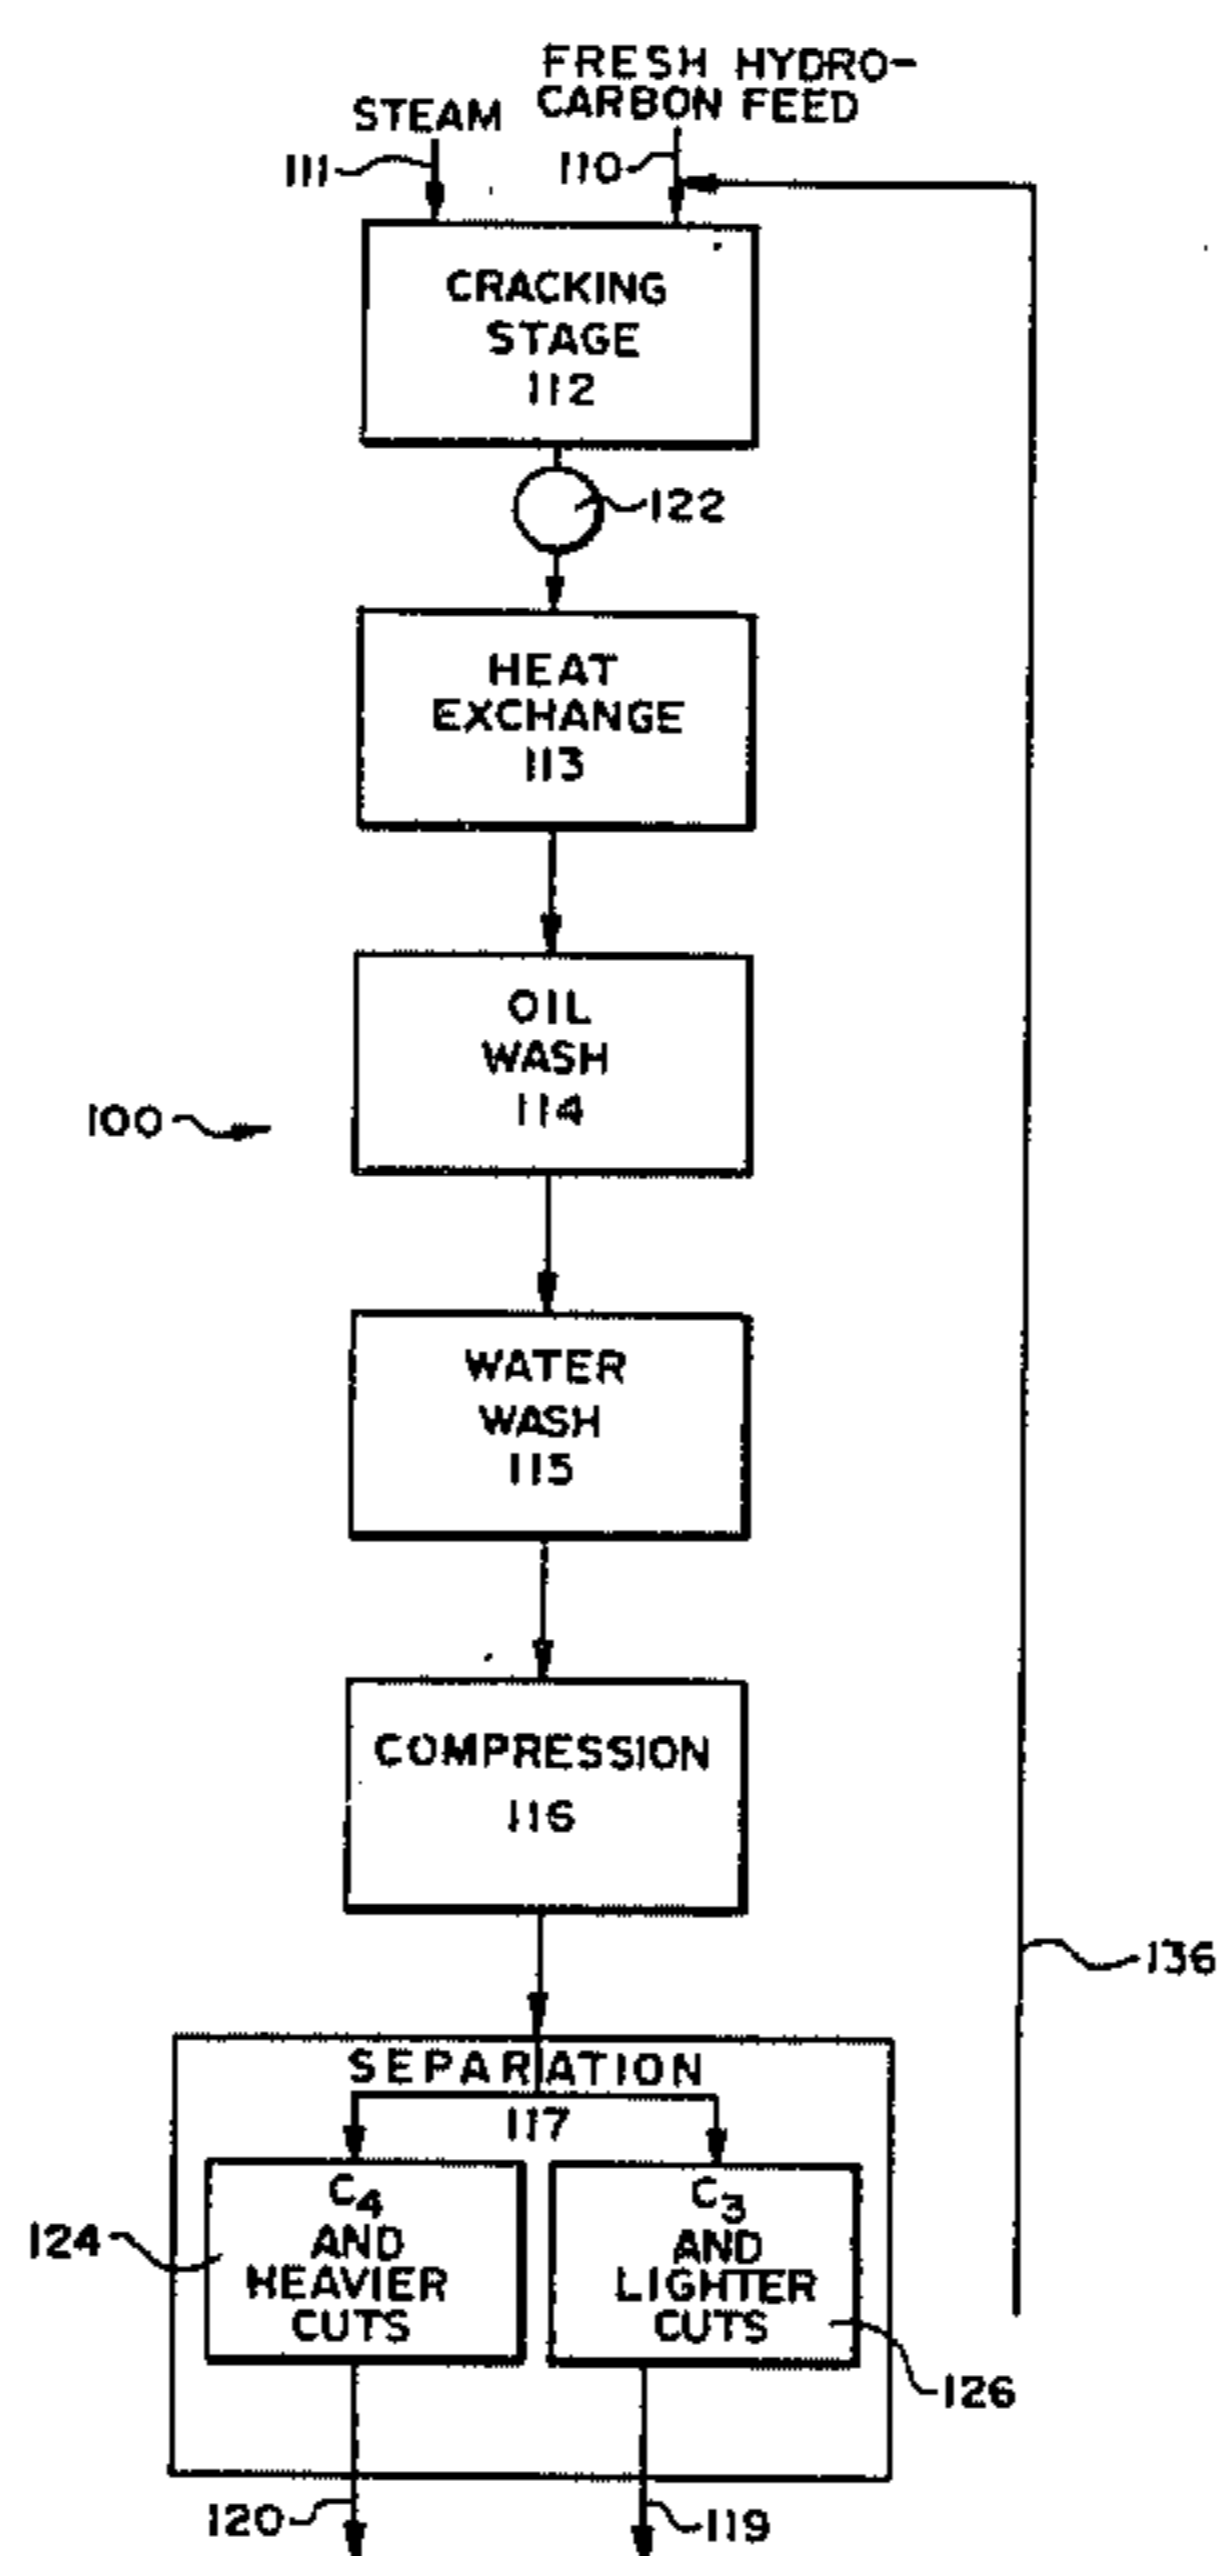 FRESH HYDRO-
CARBON FEED
STEAM
111
110
CRACKING
STAGE
112
122
HEAT
EXCHANGE
113
OIL
WASH
114
100
WATER
WASH
115
COMPRESSION
116
136
SEPARATION
117
C4
AND
HEAVIER
CUTS
124
C3
AND
LIGHTER
CUTS
126
120
119